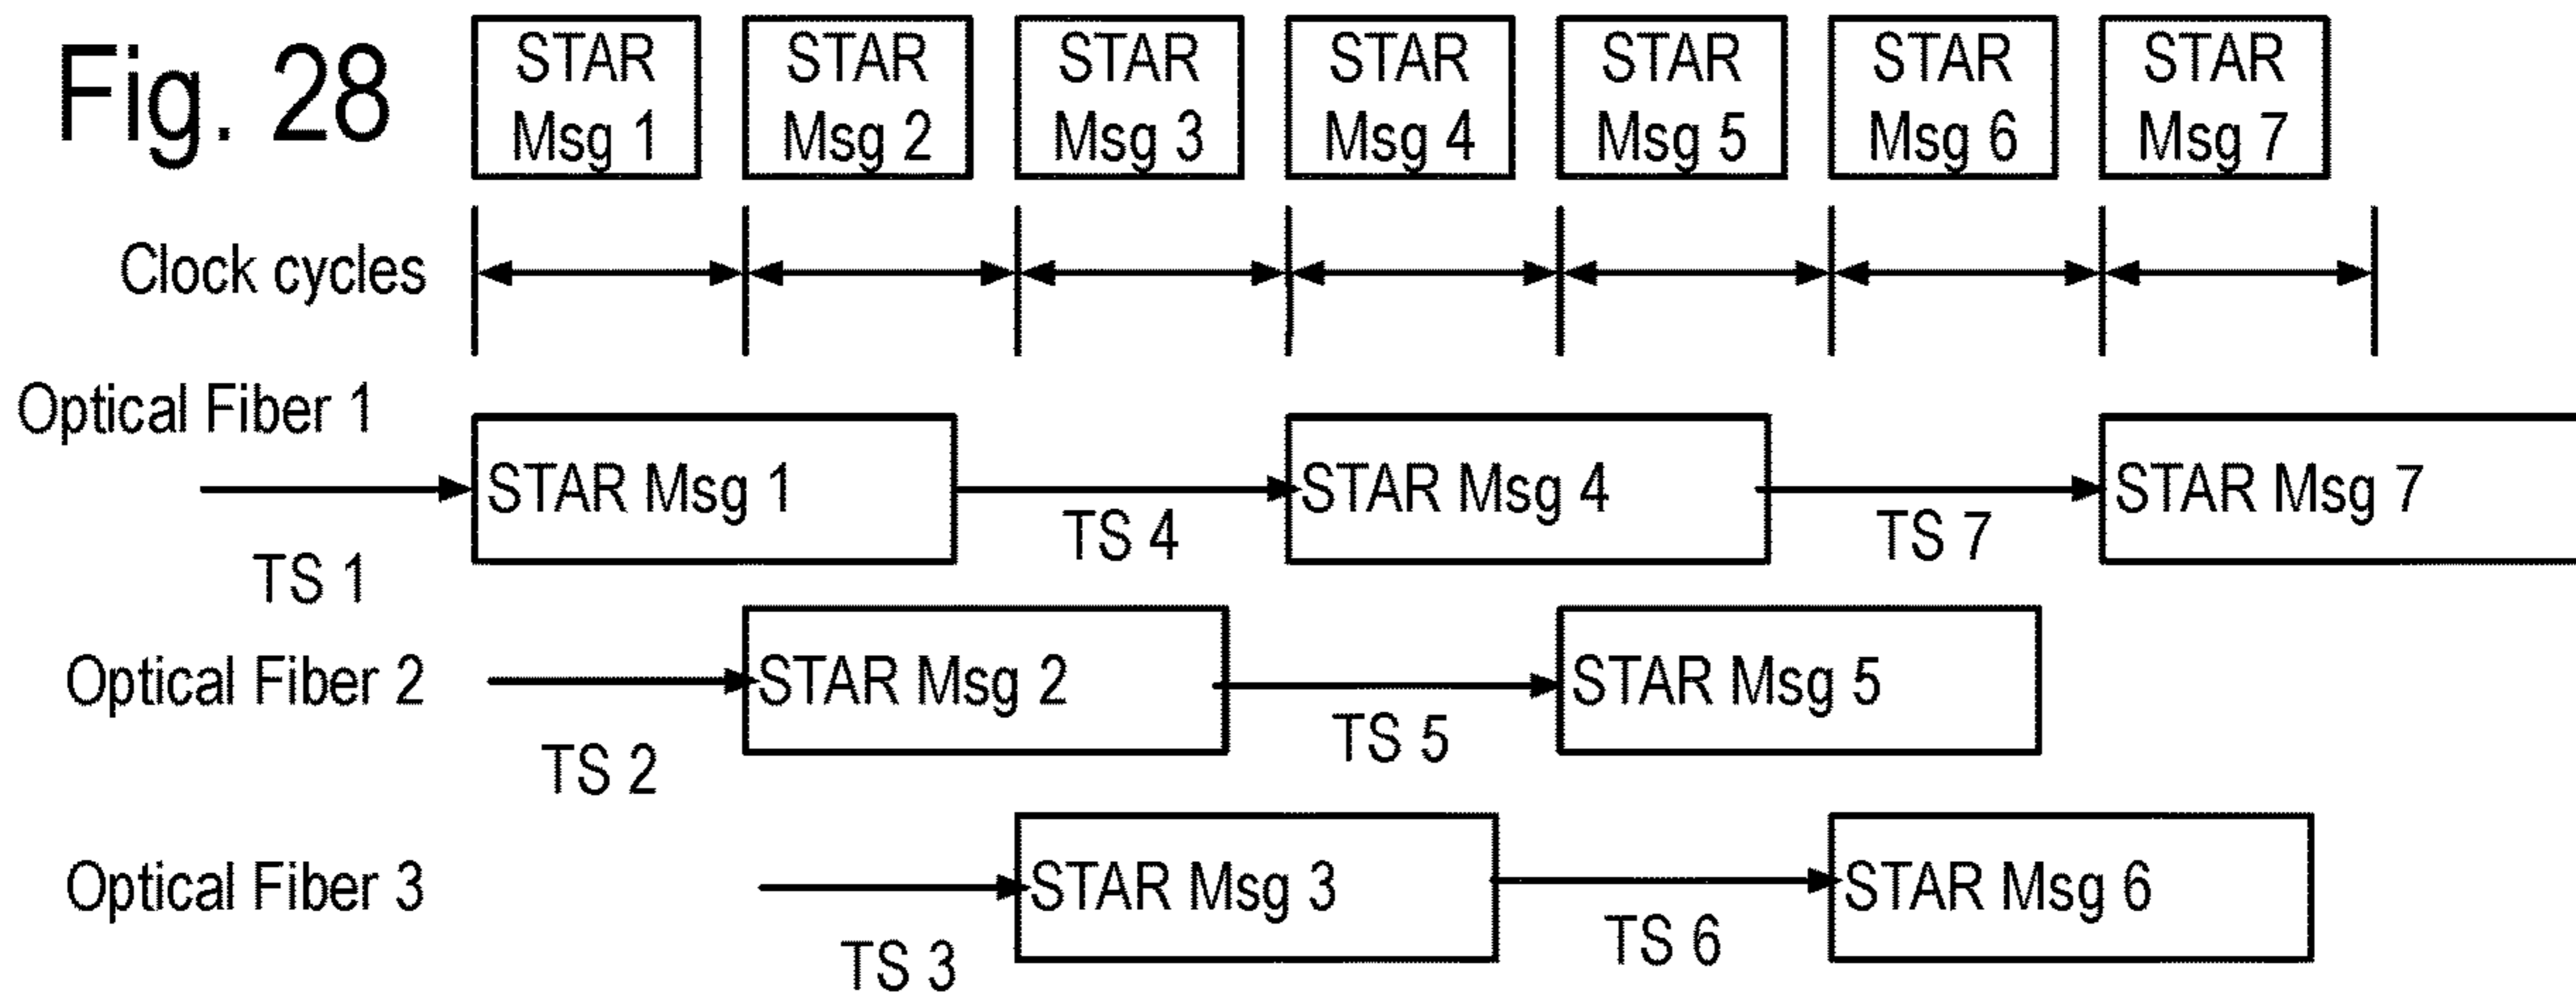 Fig. 28
STAR
Msg 1
STAR
Msg 2
STAR
Msg 3
STAR
Msg 4
STAR
Msg 5
STAR
Msg 6
STAR
Msg 7
Clock cycles
Optical Fiber 1
TS 1
STAR Msg 1
TS 4
STAR Msg 4
TS 7
STAR Msg 7
Optical Fiber 2
TS 2
STAR Msg 2
TS 5
STAR Msg 5
Optical Fiber 3
TS 3
STAR Msg 3
TS 6
STAR Msg 6